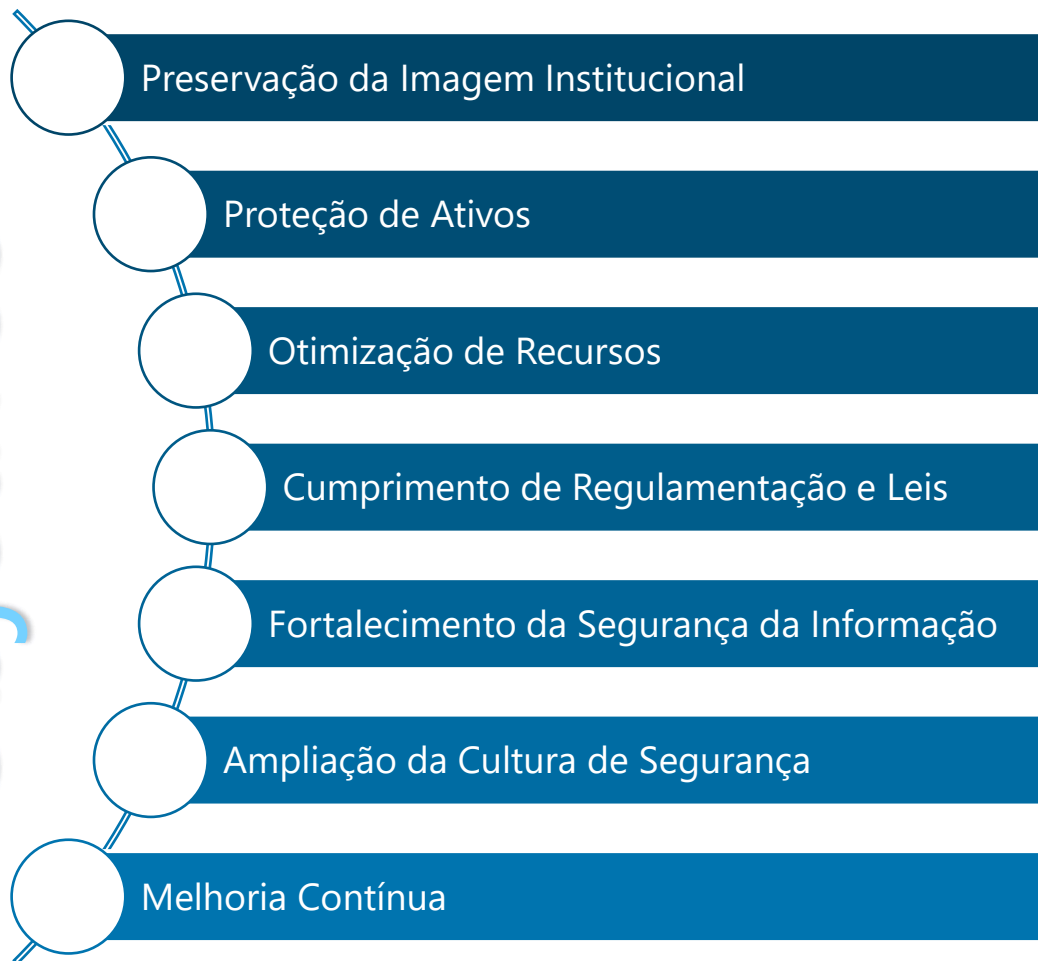 Preservação da Imagem Institucional
Proteção de Ativos
Otimização de Recursos
Cumprimento de Regulamentação e Leis
Fortalecimento da Segurança da Informação
Ampliação da Cultura de Segurança
Melhoria Contínua